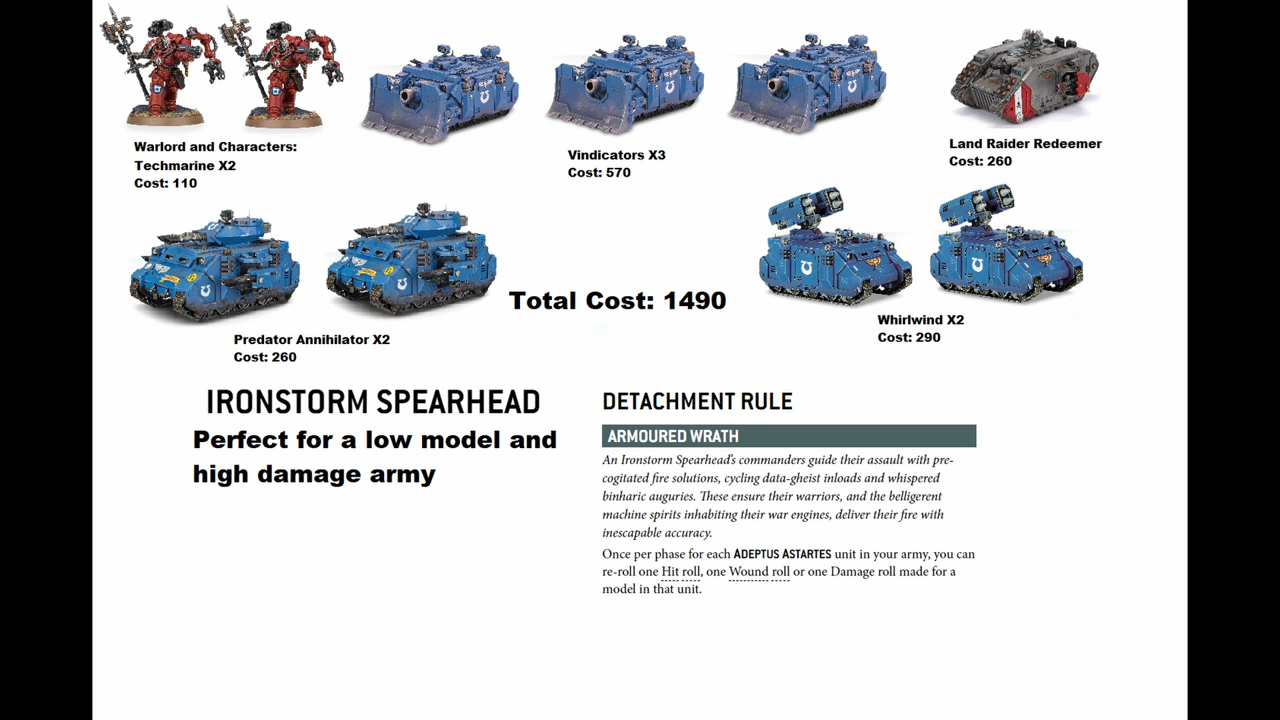 Warlord and Characters:
Techmarine X2
Cost: 110
Vindicators X3
Cost: 570
Land Raider Redeemer
Cost: 260
Predator Annihilator X2
Cost: 260
Total Cost: 1490
Whirlwind X2
Cost: 290
IRONSTORM SPEARHEAD
Perfect for a low model and
high damage army
DETACHMENT RULE
ARMOURED WRATH
An Ironstorm Spearhead's commanders guide their assault with pre-
cogitated fire solutions, cycling data-gheist inloads and whispered
binharic auguries. These ensure their warriors, and the belligerent
machine spirits inhabiting their war engines, deliver their fire with
inescapable accuracy.
Once per phase for each ADEPTUS ASTARTES unit in your army, you can
re-roll one Hit roll, one Wound roll or one Damage roll made for a
model in that unit.